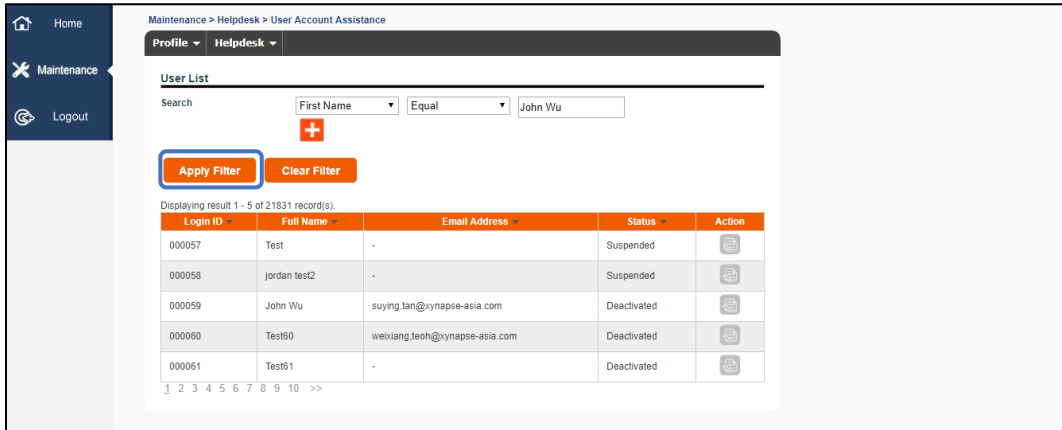 Home
Maintenance
Logout
Maintenance > Helpdesk > User Account Assistance
Profile Helpdesk
User List
Search First Name Equal John Wu
Apply Filter Clear Filter
Displaying result 1 - 5 of 21831 record(s).
Login ID Full Name Email Address Status Action
000057 Test - Suspended
000058 jordan test2 - Suspended
000059 John Wu suying.tan@xynapse-asia.com Deactivated
000060 Test60 weixiang,teoh@xynapse-asia.com Deactivated
000061 Test61 - Deactivated
1 2 3 4 5 6 7 8 9 10 >>